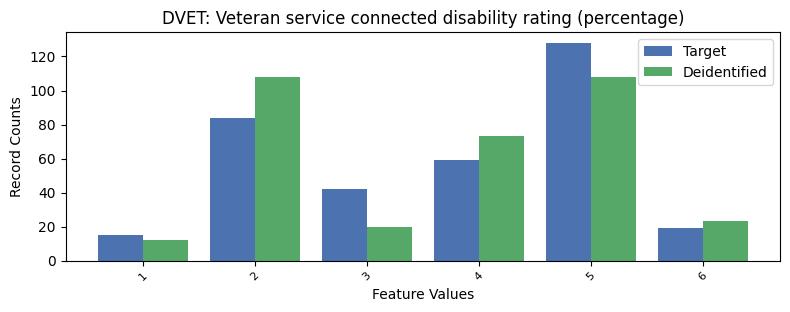 DVET: Veteran service connected disability rating (percentage)
Target
Deidentified
Record Counts
120
100
80
60
40
20
0
1 2 3 4 5 6
Feature Values